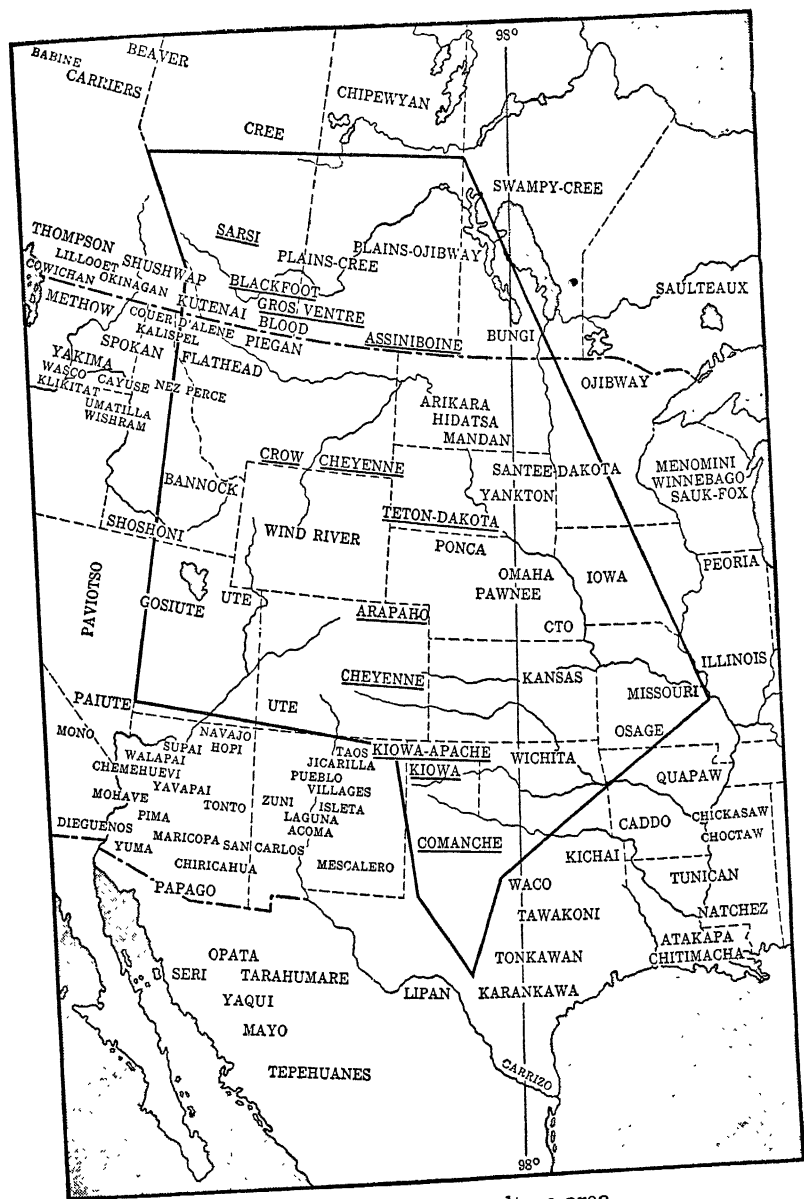 98°
BEAVER
BABINE
CARRIERS
CHIPEWYAN
CREE
SWAMPY-CREE
SARSI
PLAINS-CREE
PLAINS-OJIBWAY
THOMPSON
SHUSHWAP
LILLOOET
OKINAGAN
COWICHAN
KUTENAI
BLACKFOOT
GROS VENTRE
BLOOD
SAULTEAUX
METHOW
COUER D'ALENE
KALISPEL
PIEGAN
ASSINIBOINE
BUNGI
SPOKAN
FLATHEAD
YAKIMA
WASCO
CAYUSE
NEZ PERCE
KLIKITAT
UMATILLA
WISHRAM
OJIBWAY
ARIKARA
HIDATSA
MANDAN
CROW
CHEYENNE
SANTEE-DAKOTA
MENOMINI
WINNEBAGO
SAUK-FOX
BANNOCK
YANKTON
TETON-DAKOTA
SHOSHONI
WIND RIVER
PONCA
PEORIA
PAVIOTSO
GOSIUTE
UTE
OMAHA
PAWNEE
IOWA
ARAPAHO
CTO
CHEYENNE
KANSAS
ILLINOIS
MISSOURI
PAIUTE
UTE
OSAGE
MONO
NAVAJO
SUPAI
HOPI
WALAPAI
TAOS
KIOWA-APACHE
JICARILLA
KIOWA
WICHITA
CHEMEHUEVI
YAVAPAI
PUEBLO
VILLAGES
QUAPAW
MOHAVE
TONTO
ZUNI
ISLETA
PIMA
LAGUNA
ACOMA
CADDO
CHICKASAW
CHOCTAW
DIEGUENOS
YUMA
MARICOPA
SAN CARLOS
COMANCHE
KICHAI
CHIRICAHUA
MESCALERO
TUNICAN
PAPAGO
WACO
TAWAKONI
NATCHEZ
ATAKAPA
CHITIMACHA
OPATA
SERI
TARAHUMARE
TONKAWAN
YAQUI
LIPAN
KARANKAWA
MAYO
TEPEHUANES
CARRIZO
98°
area